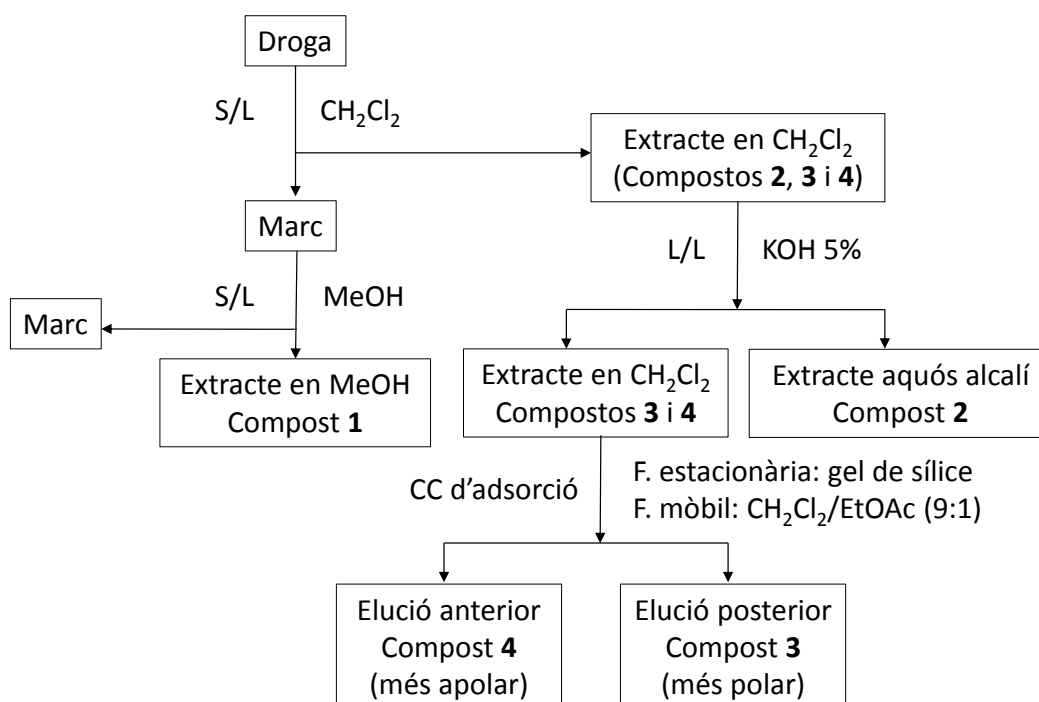 Droga
S/L CH₂Cl₂
Extracte en CH₂Cl₂
(Compostos 2, 3 i 4)
Marc
L/L KOH 5%
S/L MeOH
Marc
Extracte en MeOH
Compost 1
Extracte en CH₂Cl₂
Compostos 3 i 4
Extracte aquós alcalí
Compost 2
CC d’adsorció
F. estacionària: gel de sílice
F. mòbil: CH₂Cl₂/EtOAc (9:1)
Elució anterior
Compost 4
(més apolar)
Elució posterior
Compost 3
(més polar)